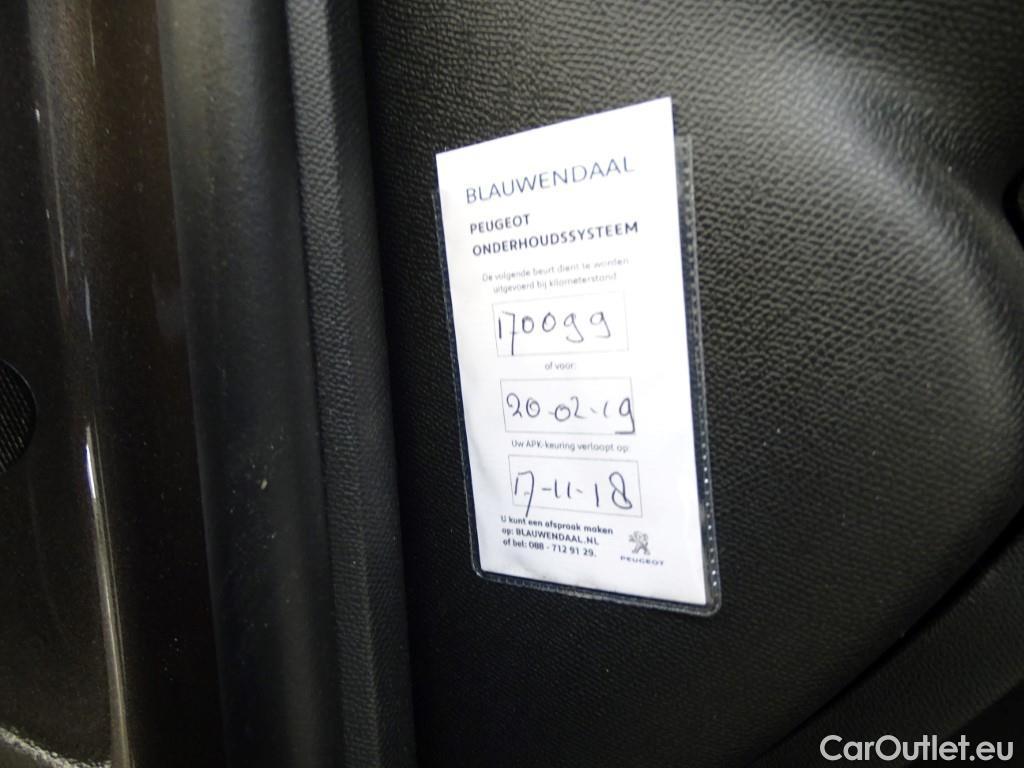 BLAUWENDAAL
PEUGEOT
ONDERHOUDSSYSTEEM
De volgende beurt dient te worden
uitgevoerd bij kilometerstand
170099
of voor:
20-02-19
Uw APK-keuring verloopt op:
17-11-18
U kunt een afspraak maken
op: BLAUWENDAAL.NL
of bel: 088 - 712 91 29.
PEUGEOT
CarOutlet.eu